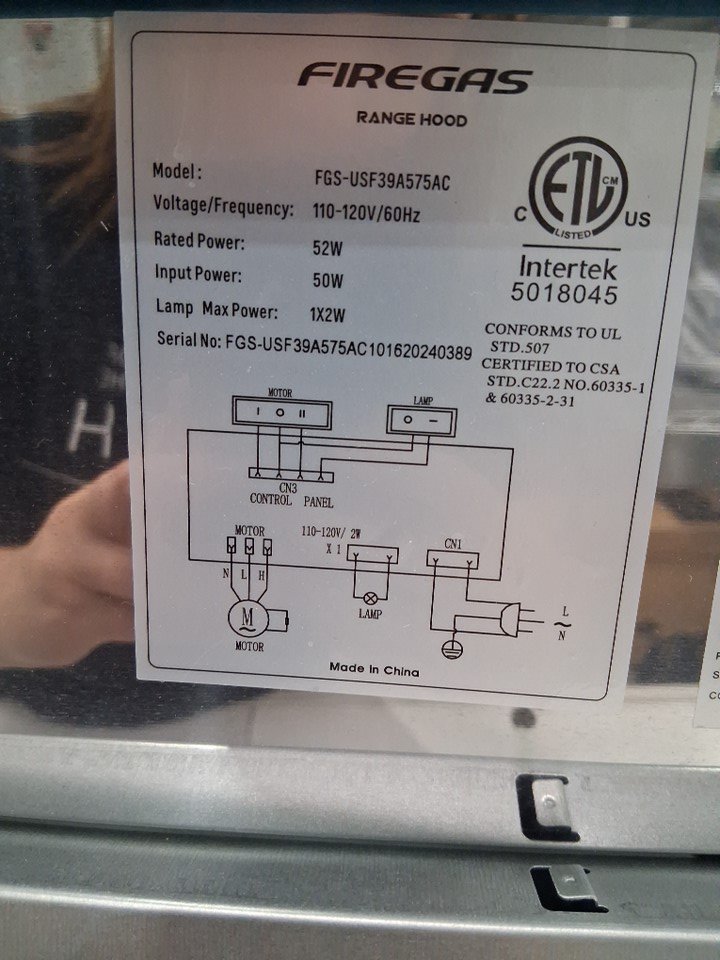 FIREGAS
RANGE HOOD
Model: FGS-USF39A575AC
Voltage/Frequency: 110-120V/60Hz
Rated Power: 52W
Input Power: 50W
Lamp Max Power: 1X2W
Serial No: FGS-USF39A575AC101620240389
ETL CM
C US
LISTED
Intertek
5018045
CONFORMS TO UL
STD.507
CERTIFIED TO CSA
STD.C22.2 NO.60335-1
& 60335-2-31
MOTOR
I O II
LAMP
O —
CN3
CONTROL PANEL
MOTOR
110-120V/ 2W
X 1
CN1
N L H
M
~
MOTOR
LAMP
L
~
N
Made In China
H